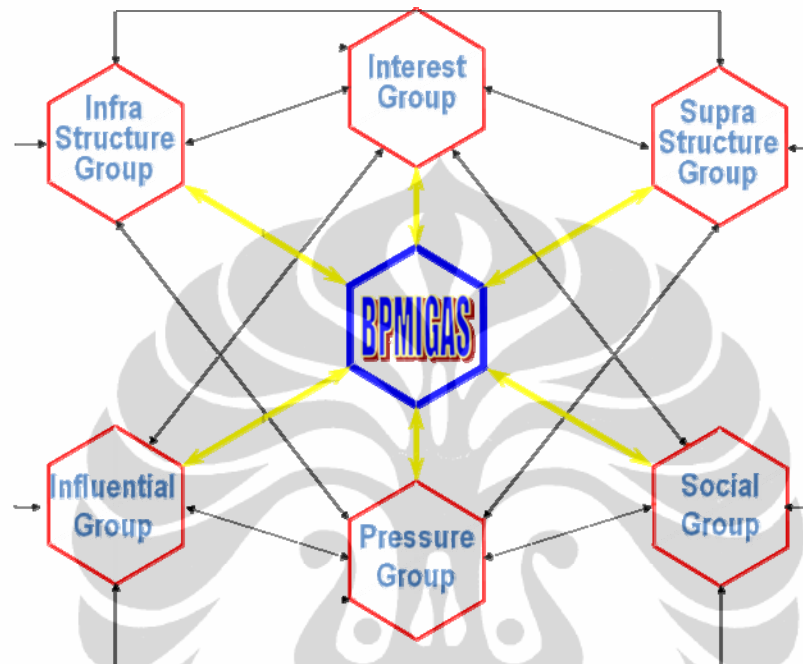 Interest
Group
Infra
Structure
Group
Supra
Structure
Group
BPMIGAS
Influential
Group
Pressure
Group
Social
Group